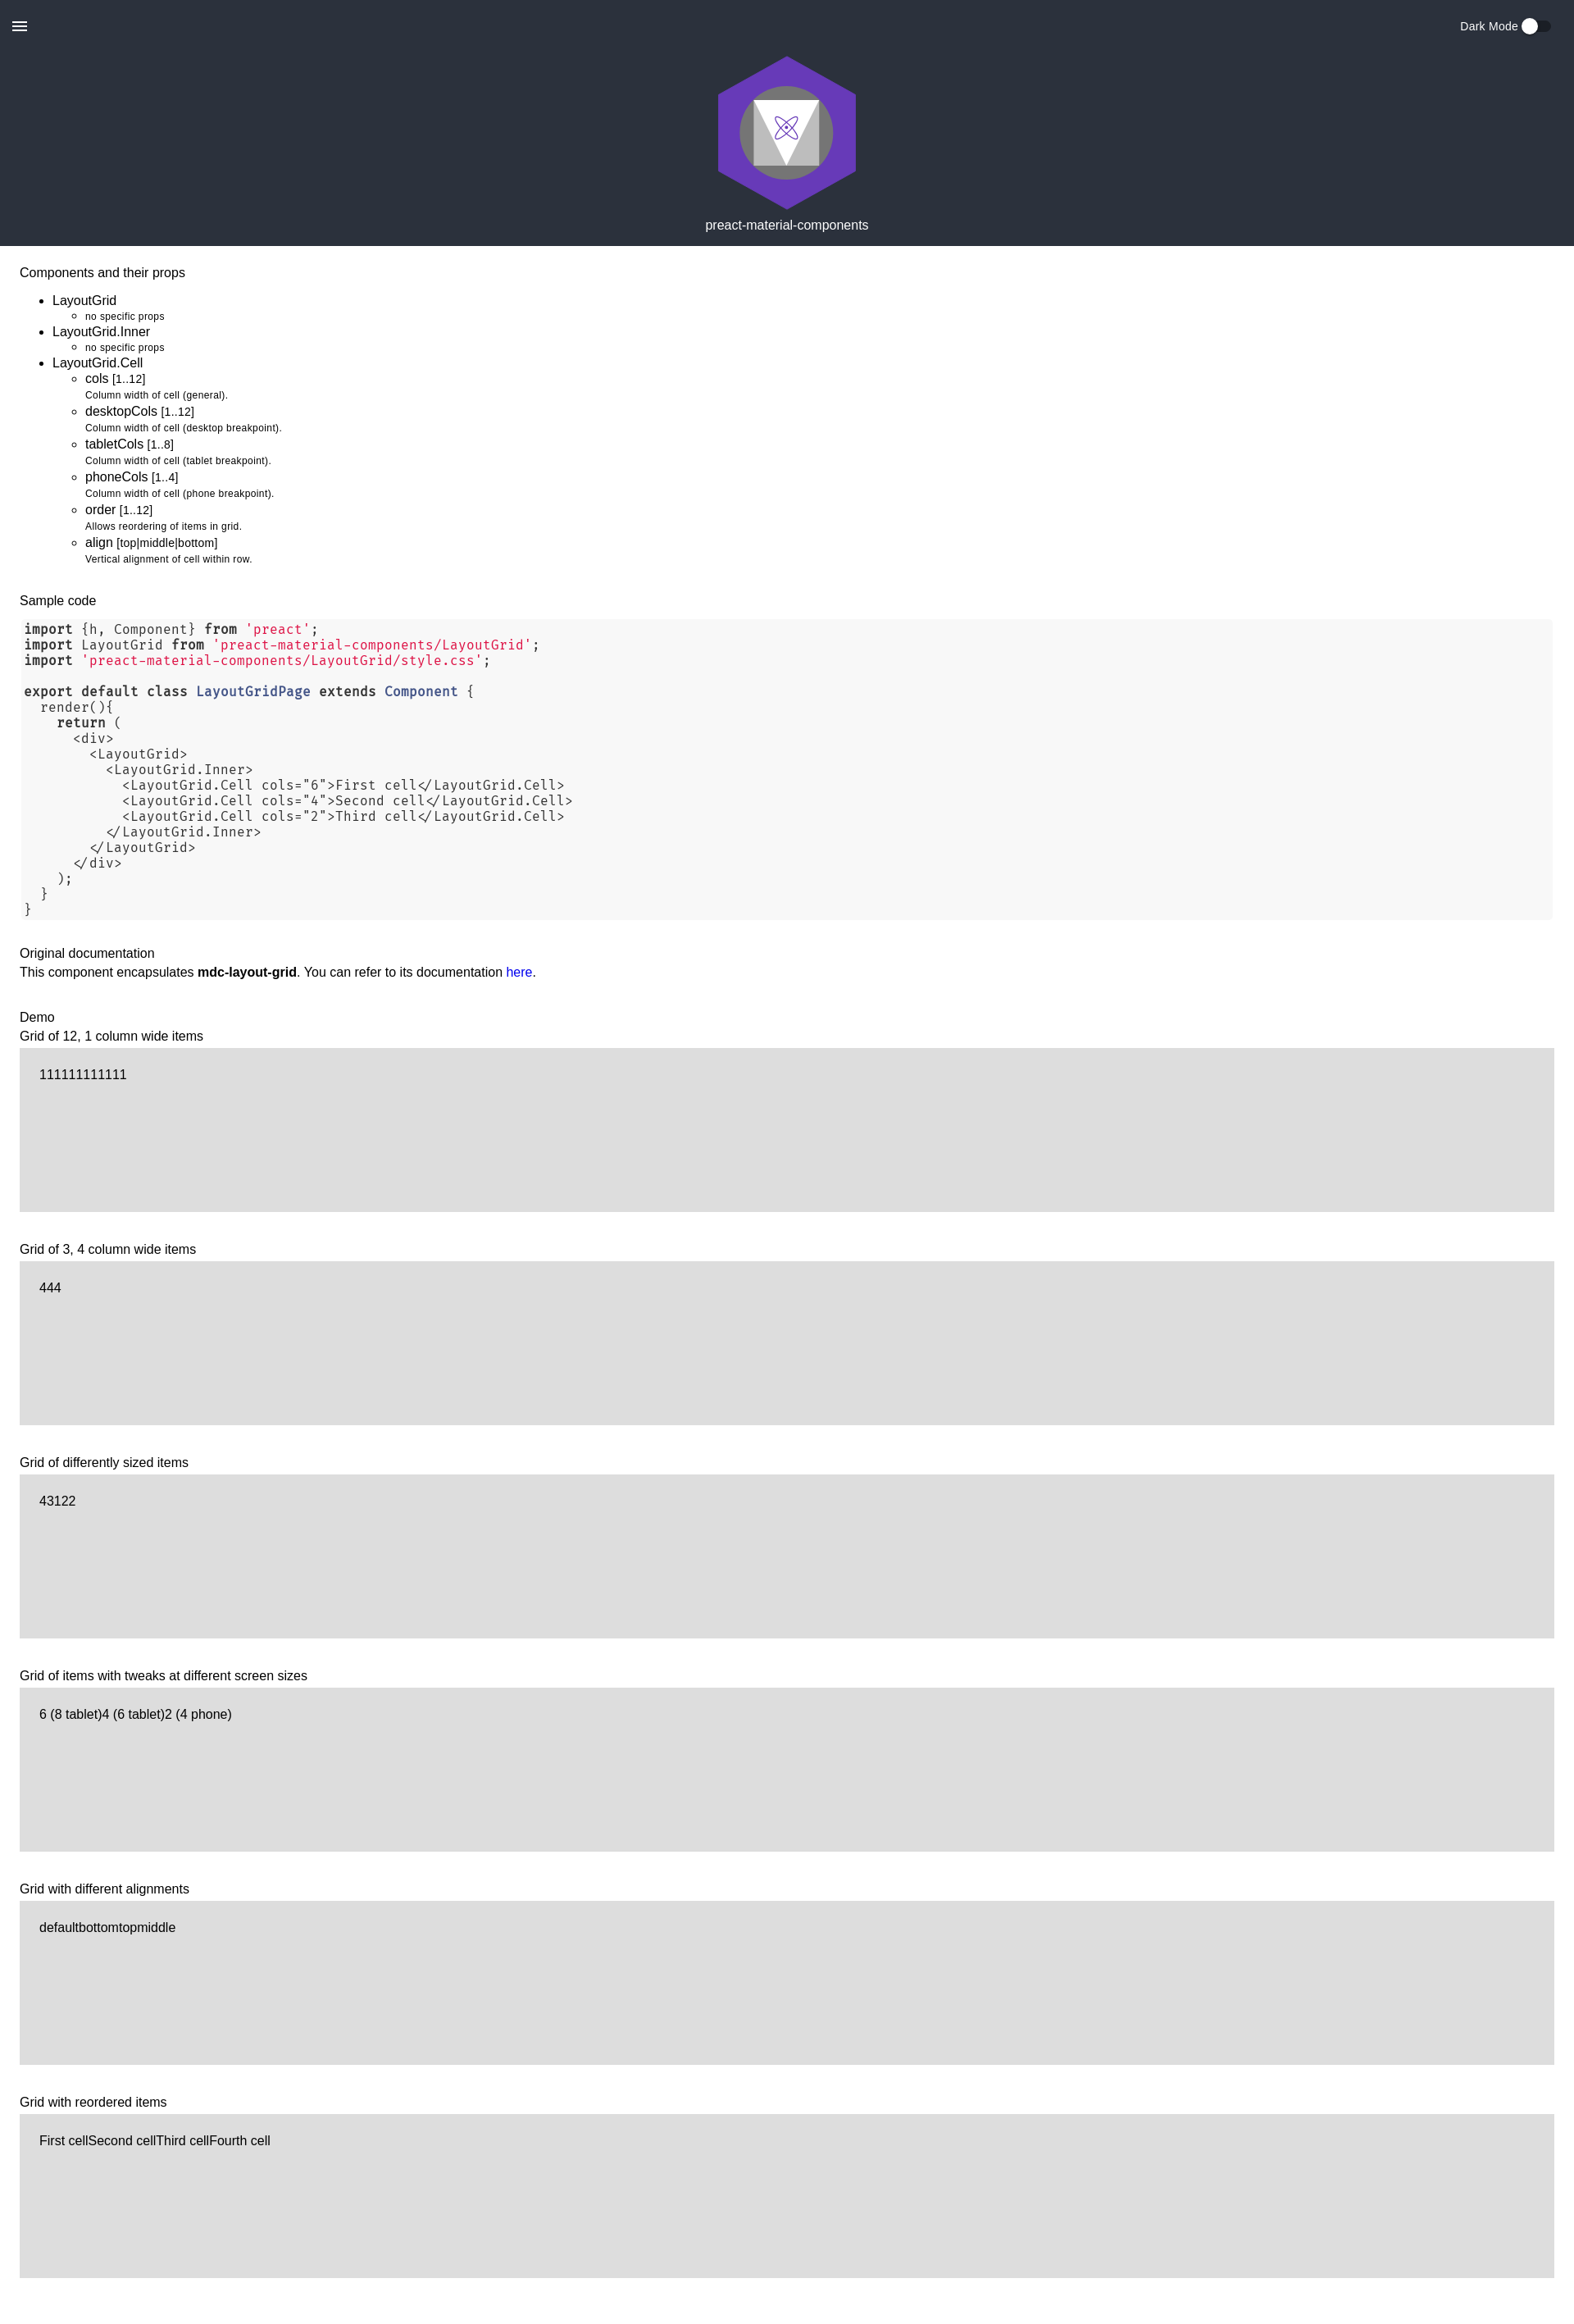 Dark Mode
preact-material-components
Components and their props
LayoutGrid
no specific props
LayoutGrid.Inner
no specific props
LayoutGrid.Cell
cols [1..12]
Column width of cell (general).
desktopCols [1..12]
Column width of cell (desktop breakpoint).
tabletCols [1..8]
Column width of cell (tablet breakpoint).
phoneCols [1..4]
Column width of cell (phone breakpoint).
order [1..12]
Allows reordering of items in grid.
align [top|middle|bottom]
Vertical alignment of cell within row.
Sample code
import {h, Component} from 'preact';
import LayoutGrid from 'preact-material-components/LayoutGrid';
import 'preact-material-components/LayoutGrid/style.css';
export default class LayoutGridPage extends Component {
  render(){
    return (
      <div>
        <LayoutGrid>
          <LayoutGrid.Inner>
            <LayoutGrid.Cell cols="6">First cell</LayoutGrid.Cell>
            <LayoutGrid.Cell cols="4">Second cell</LayoutGrid.Cell>
            <LayoutGrid.Cell cols="2">Third cell</LayoutGrid.Cell>
          </LayoutGrid.Inner>
        </LayoutGrid>
      </div>
    );
  }
}
Original documentation
This component encapsulates mdc-layout-grid. You can refer to its documentation here.
Demo
Grid of 12, 1 column wide items
111111111111
Grid of 3, 4 column wide items
444
Grid of differently sized items
43122
Grid of items with tweaks at different screen sizes
6 (8 tablet)4 (6 tablet)2 (4 phone)
Grid with different alignments
defaultbottomtopmiddle
Grid with reordered items
First cellSecond cellThird cellFourth cell